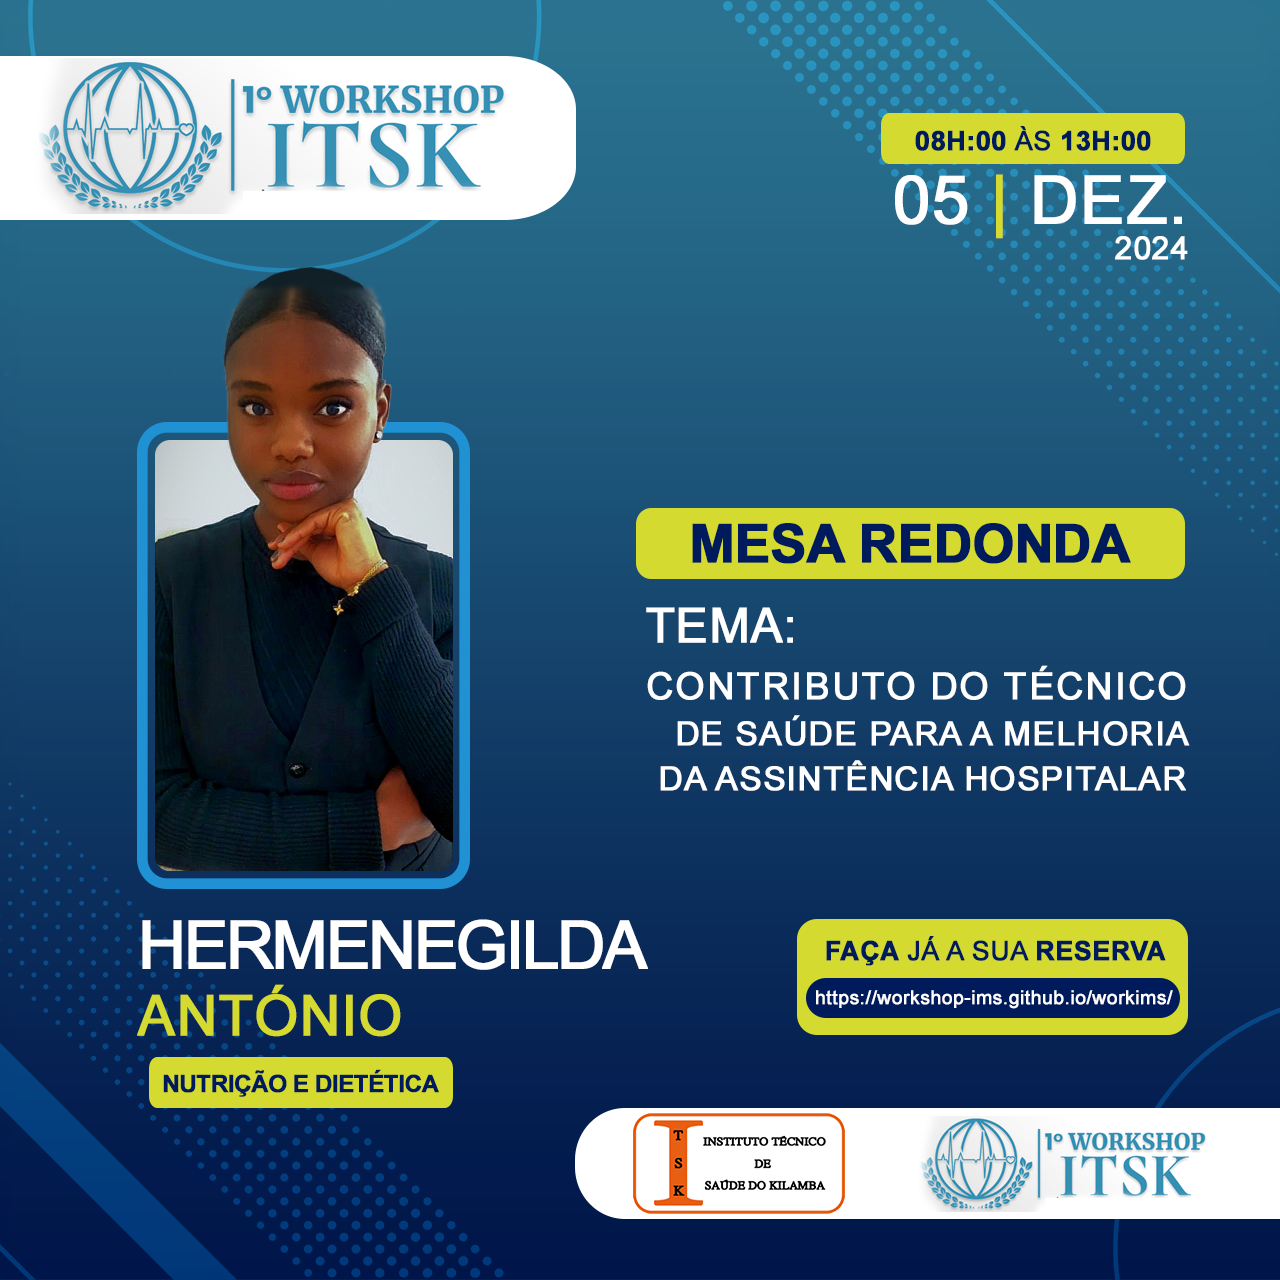 1º WORKSHOP
ITSK
08H:00 ÀS 13H:00
05 | DEZ.
2024
MESA REDONDA
TEMA:
CONTRIBUTO DO TÉCNICO
DE SAÚDE PARA A MELHORIA
DA ASSINTÊNCIA HOSPITALAR
HERMENEGILDA
ANTÓNIO
NUTRIÇÃO E DIETÉTICA
FAÇA JÁ A SUA RESERVA
https://workshop-ims.github.io/workims/
I
T
S
K
INSTITUTO TÉCNICO
DE
SAÚDE DO KILAMBA
1º WORKSHOP
ITSK